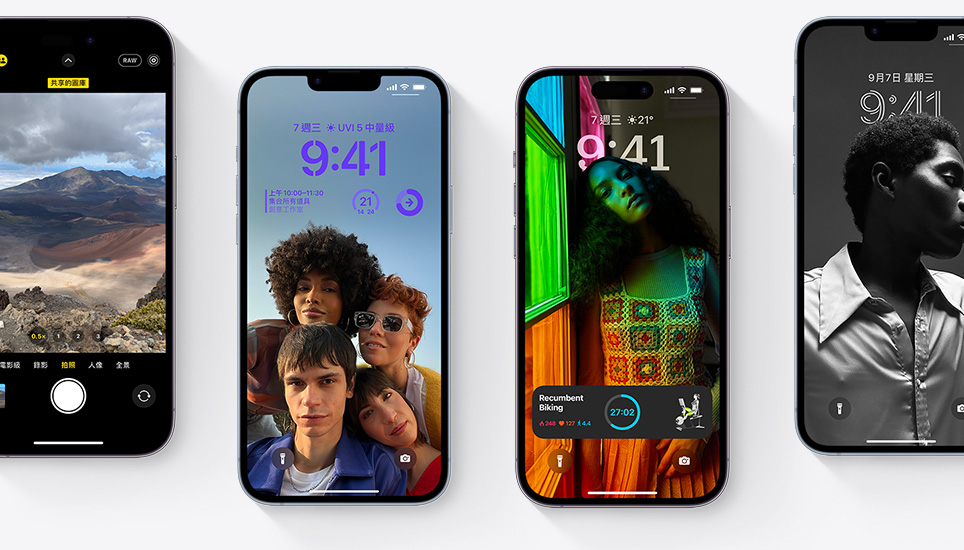 RAW
共享的圖庫
0.5×
1
2
3
電影級
錄影
拍照
人像
全景
7 週三 UVI 5 中量級
9:41
上午10:00–11:30
集合所有道具
創意工作室
21
14 24
7 週三 21°
9:41
Recumbent
Biking
248 127 4.4
27:02
9月7日 星期三
9:41